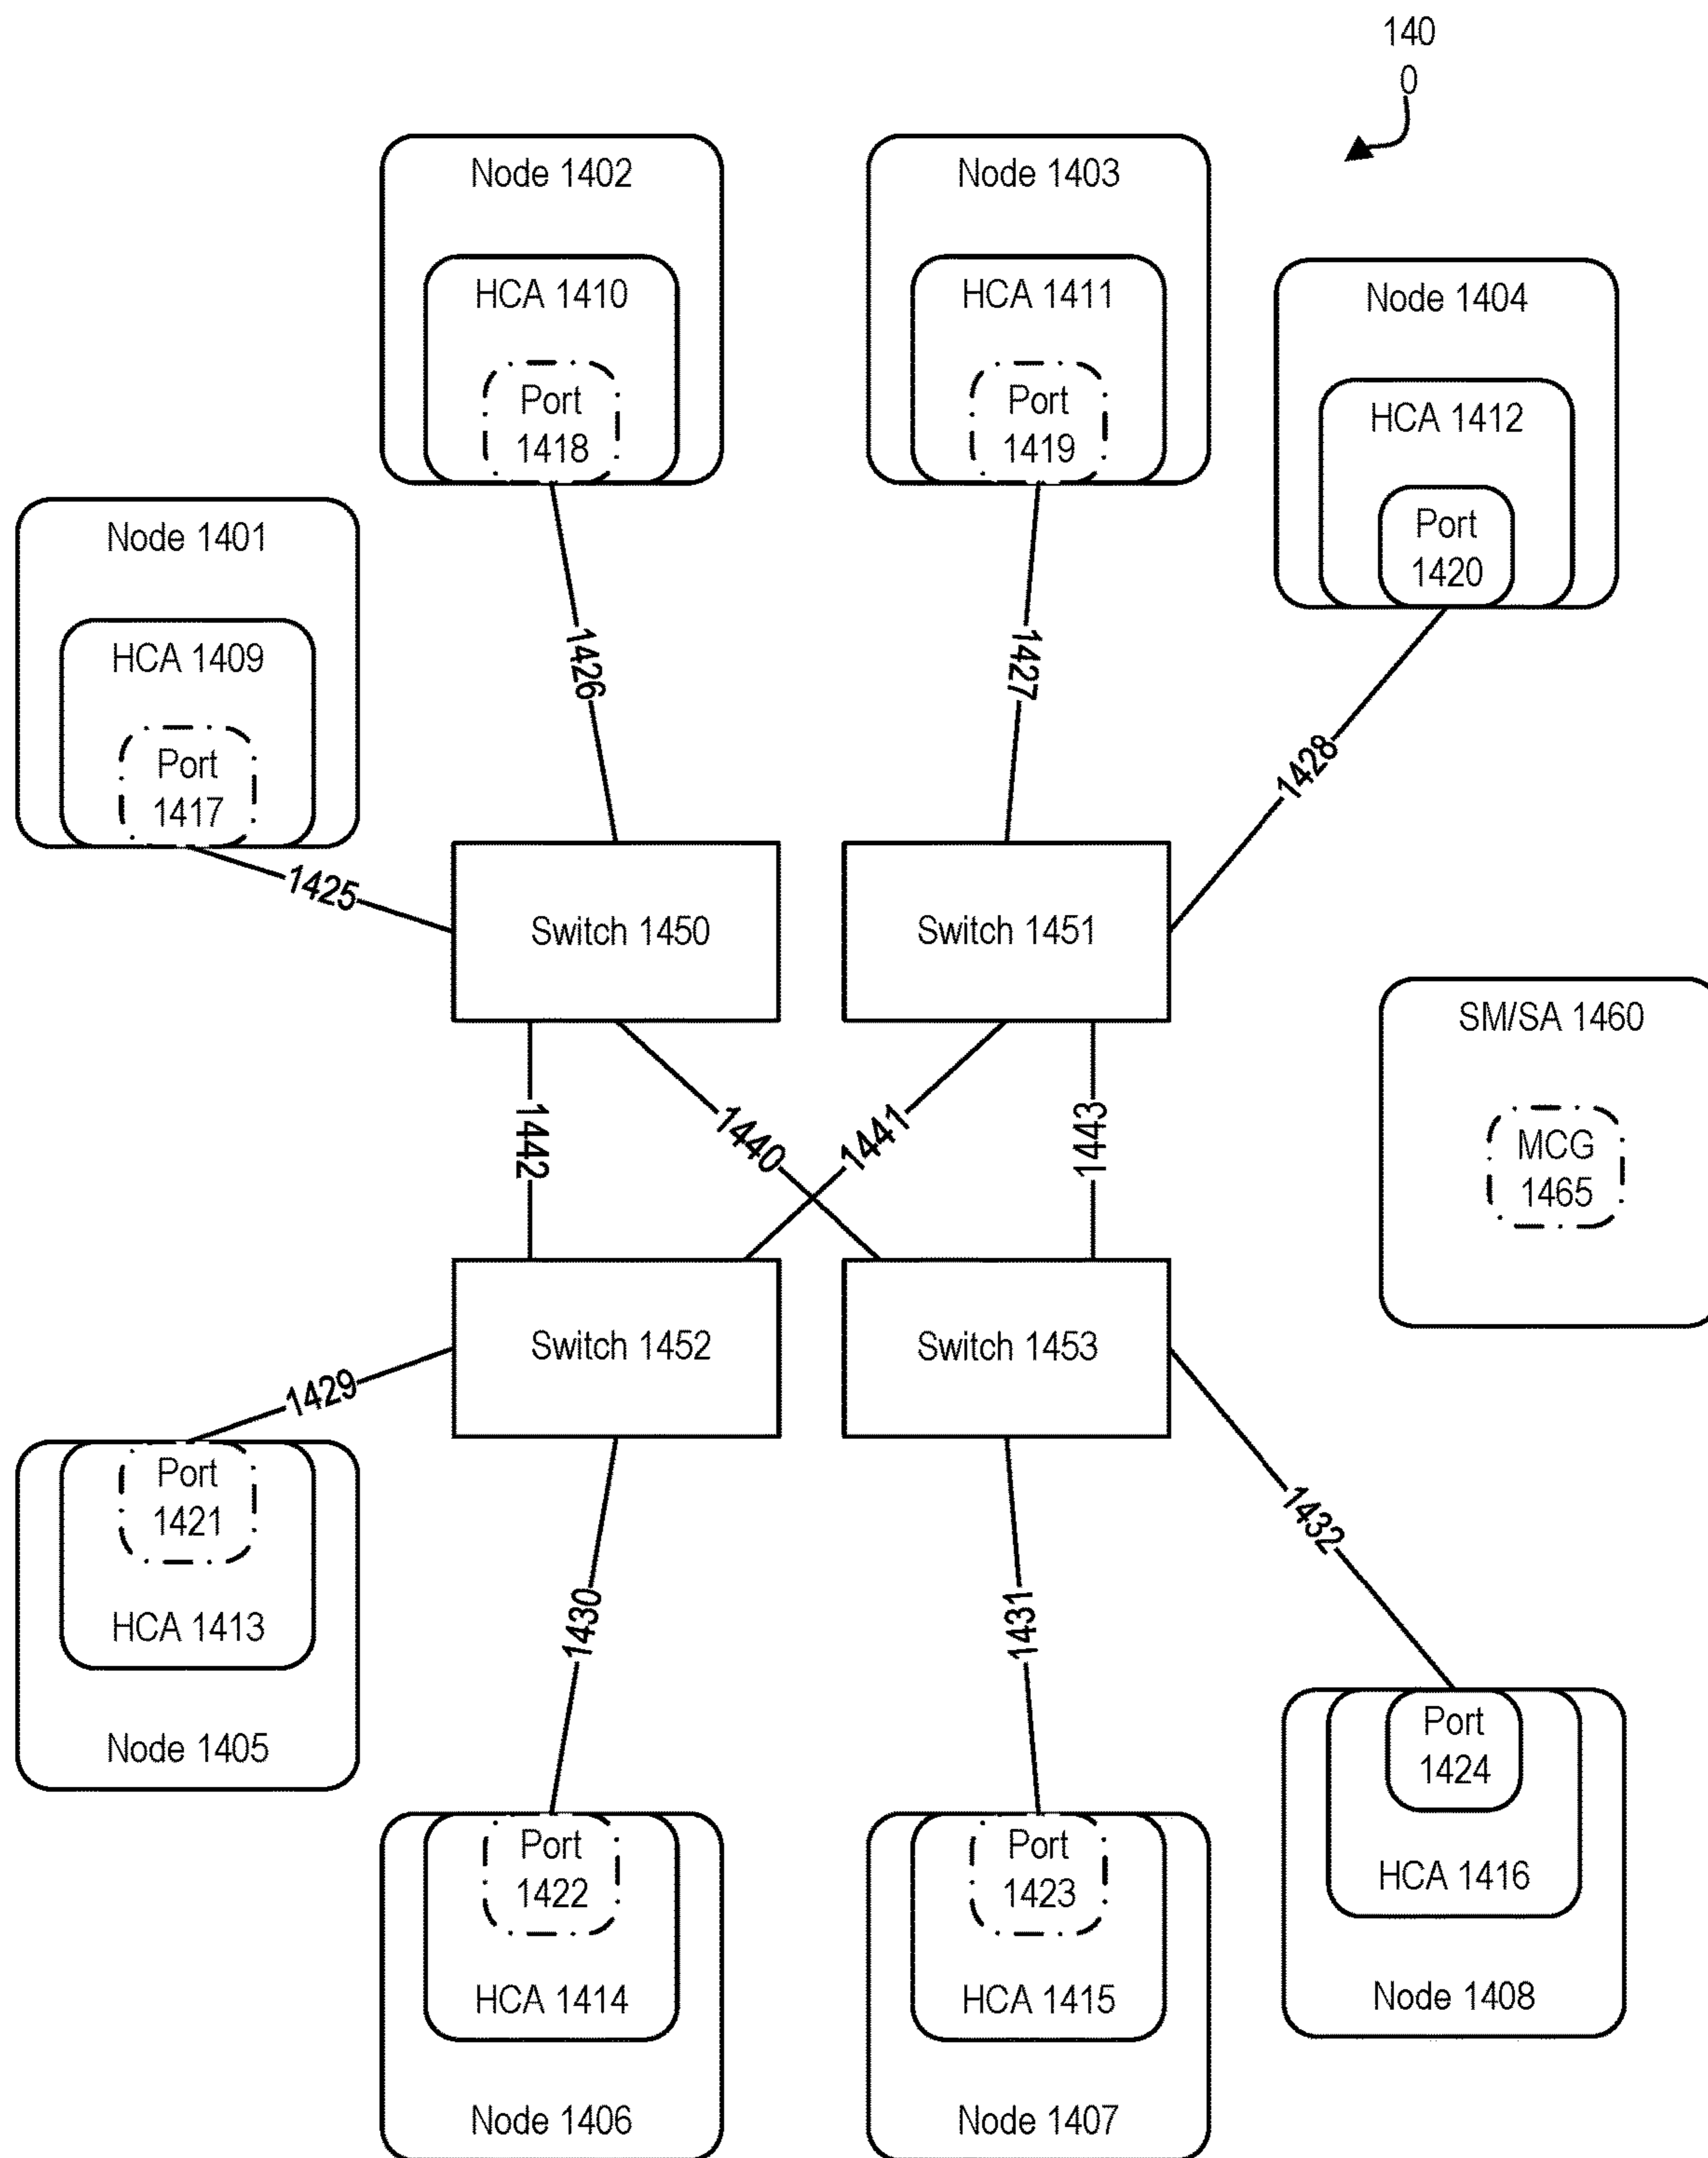 140
0
Node 1402
HCA 1410
Port
1418
Node 1403
HCA 1411
Port
1419
Node 1404
HCA 1412
Port
1420
Node 1401
HCA 1409
Port
1417
1426
1427
1428
1425
Switch 1450
Switch 1451
SM/SA 1460
MCG
1465
1442
1440
1441
1443
Switch 1452
Switch 1453
1429
Port
1421
HCA 1413
Node 1405
1430
1431
1432
Port
1424
HCA 1416
Node 1408
Port
1422
HCA 1414
Node 1406
Port
1423
HCA 1415
Node 1407